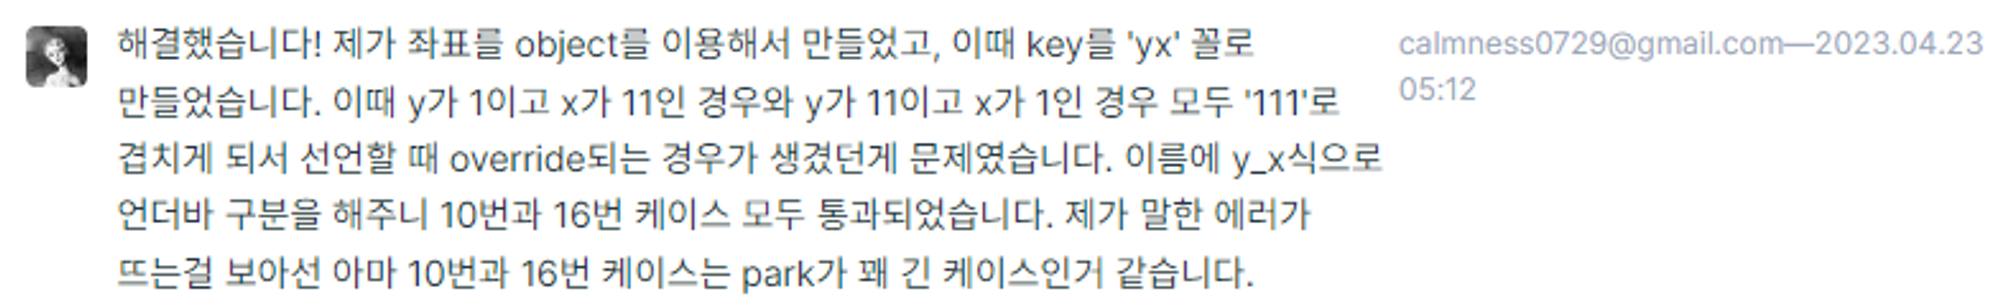 해결했습니다! 제가 좌표를 object를 이용해서 만들었고, 이때 key를 'yx' 꼴로
만들었습니다. 이때 y가 1이고 x가 11인 경우와 y가 11이고 x가 1인 경우 모두 '111'로
겹치게 되서 선언할 때 override되는 경우가 생겼던게 문제였습니다. 이름에 y_x식으로
언더바 구분을 해주니 10번과 16번 케이스 모두 통과되었습니다. 제가 말한 에러가
뜨는걸 보아선 아마 10번과 16번 케이스는 park가 꽤 긴 케이스인거 같습니다.
calmness0729@gmail.com—2023.04.23
05:12